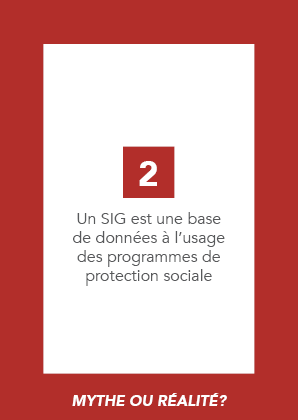 2
Un SIG est une base
de données à l’usage
des programmes de
protection sociale
MYTHE OU RÉALITÉ?